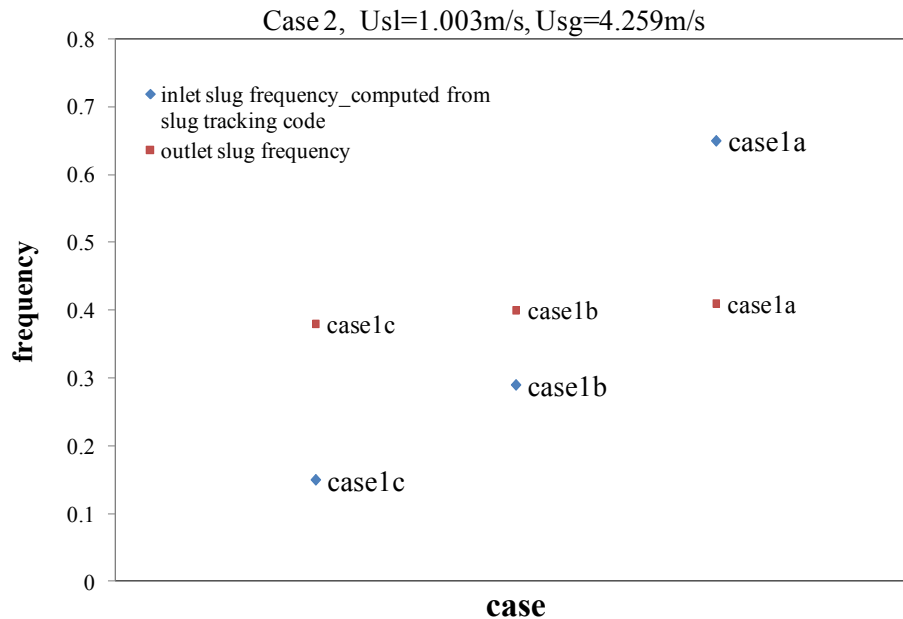 Case 2, Usl=1.003m/s, Usg=4.259m/s
0.8
0.7
0.6
0.5
0.4
0.3
0.2
0.1
0
frequency
inlet slug frequency_computed from
slug tracking code
outlet slug frequency
case1a
case1c
case1b
case1a
case1b
case1c
case